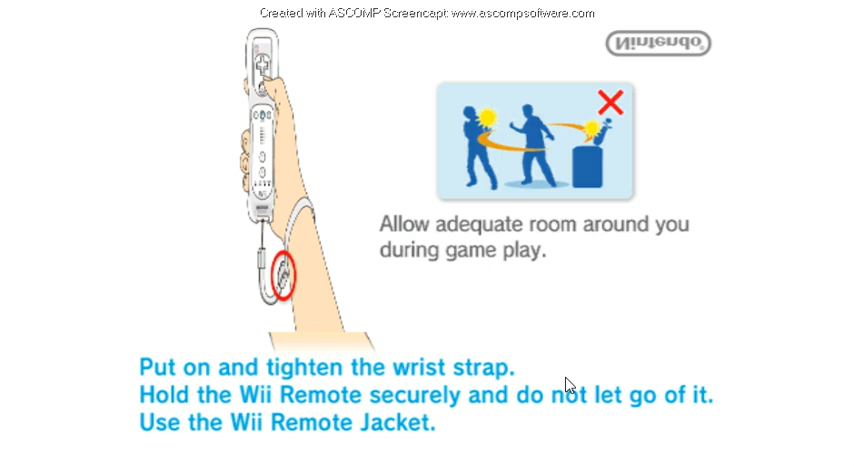 Created with ASCOMP Screencapt: www.ascompsoftware.com
Nintendo®
Allow adequate room around you
during game play.
Put on and tighten the wrist strap.
Hold the Wii Remote securely and do not let go of it.
Use the Wii Remote Jacket.